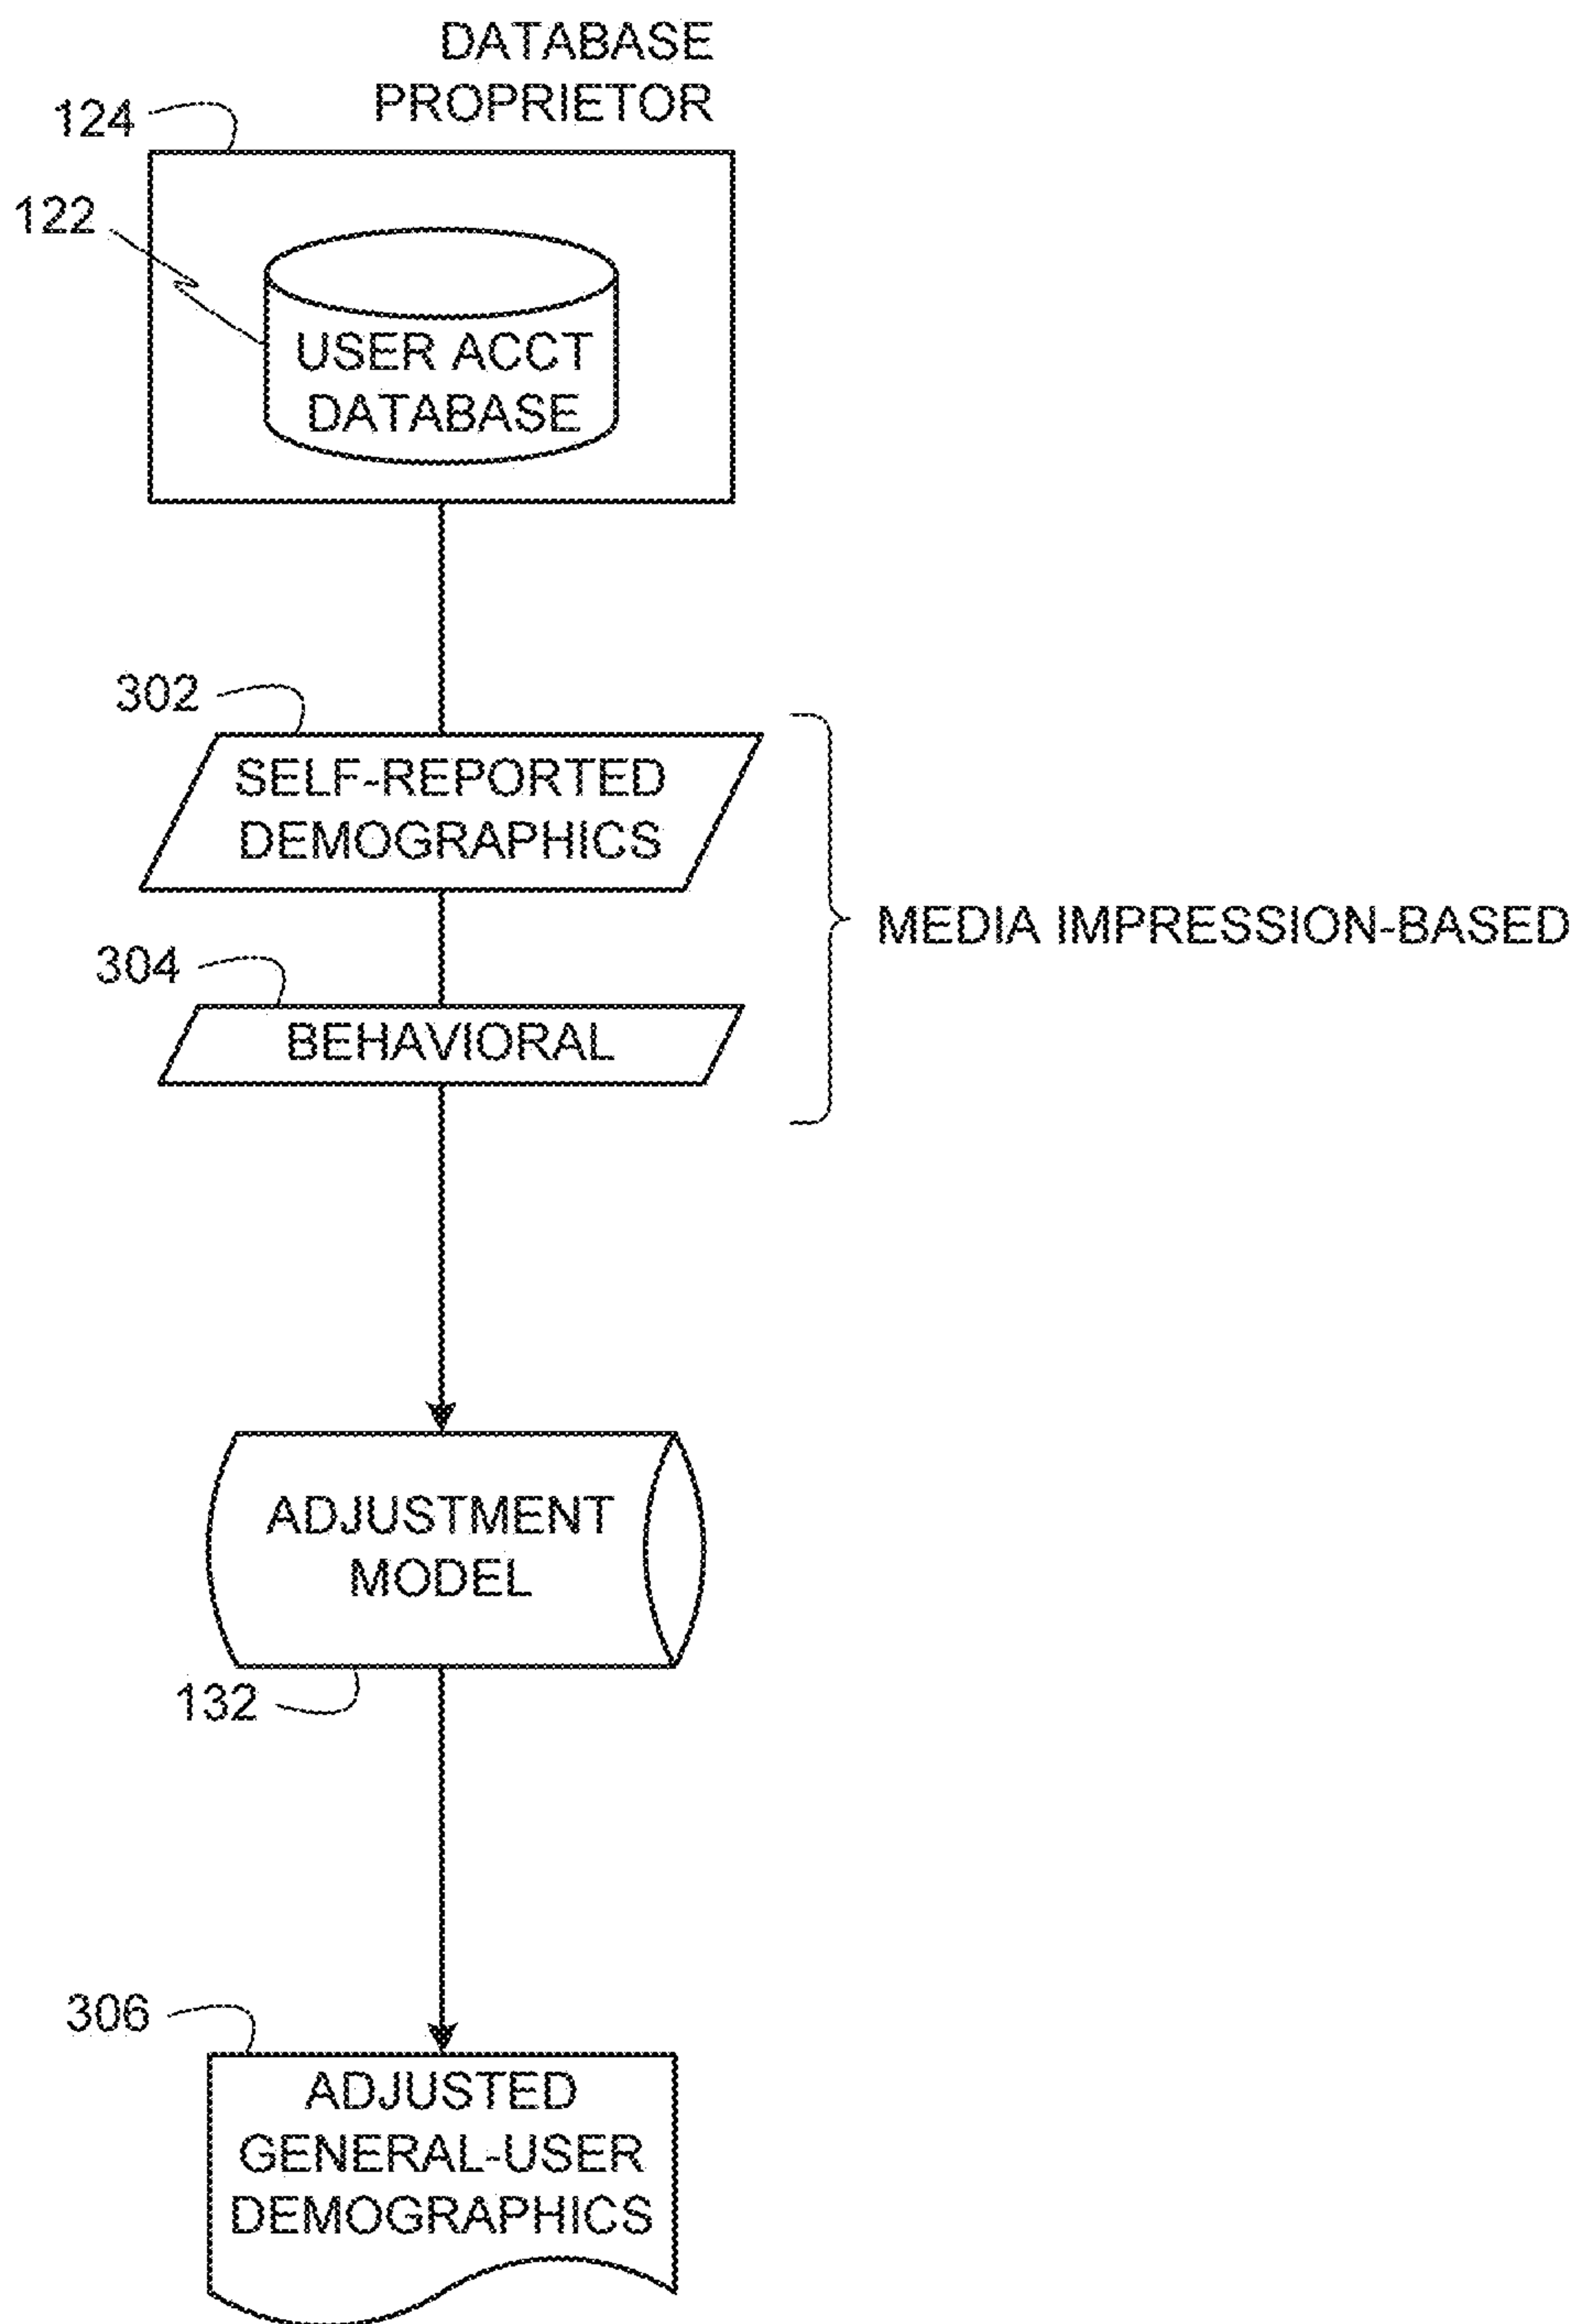 DATABASE
PROPRIETOR
124
122
USER ACCT
DATABASE
302
SELF-REPORTED
DEMOGRAPHICS
MEDIA IMPRESSION-BASED
304
BEHAVIORAL
ADJUSTMENT
MODEL
132
306
ADJUSTED
GENERAL-USER
DEMOGRAPHICS